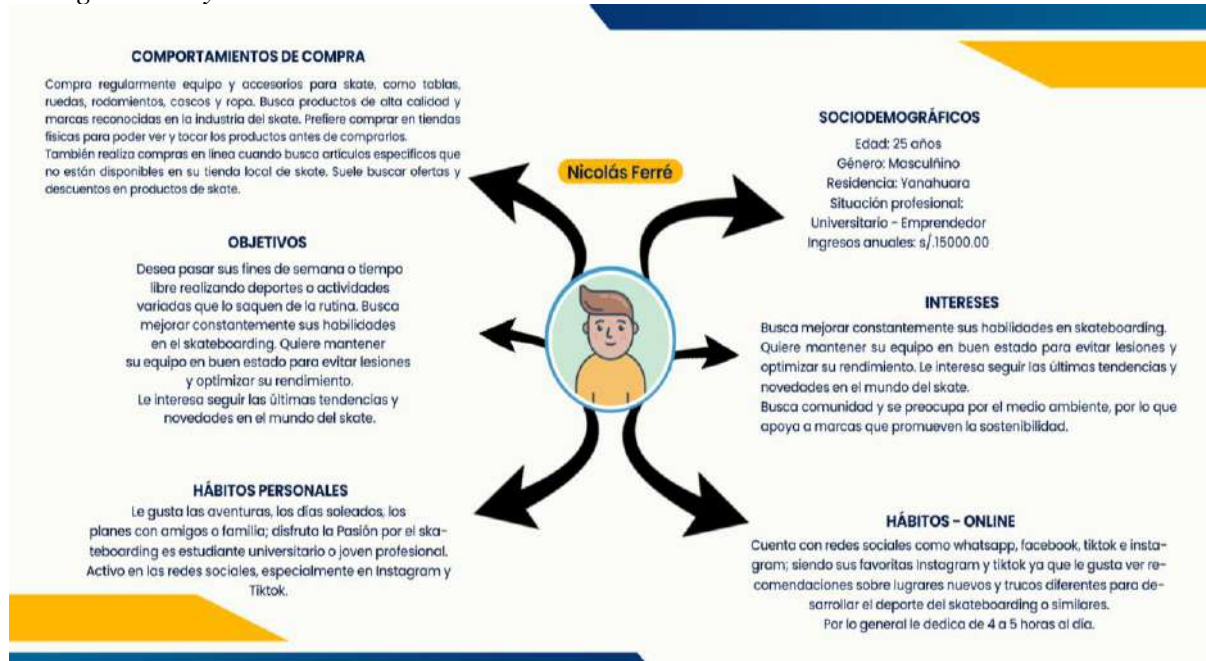 COMPORTAMIENTOS DE COMPRA
Compra regularmente equipo y accesorios para skate, como tablas,
ruedas, rodamientos, cascos y ropa. Busca productos de alta calidad y
marcas reconocidas en la industria del skate. Prefiere comprar en tiendas
físicas para poder ver y tocar los productos antes de comprarlos.
También realiza compras en línea cuando busca artículos específicos que
no están disponibles en su tienda local de skate. Suele buscar ofertas y
descuentos en productos de skate.
OBJETIVOS
Desea pasar sus fines de semana o tiempo
libre realizando deportes o actividades
variadas que lo saquen de la rutina. Busca
mejorar constantemente sus habilidades
en el skateboarding. Quiere mantener
su equipo en buen estado para evitar lesiones
y optimizar su rendimiento.
Le interesa seguir las últimas tendencias y
novedades en el mundo del skate.
HÁBITOS PERSONALES
Le gusta las aventuras, los días soleados, los
planes con amigos o familia; disfruta la Pasión por el ska-
teboarding es estudiante universitario o joven profesional.
Activo en las redes sociales, especialmente en Instagram y
Tiktok.
Nicolás Ferré
SOCIODEMOGRÁFICOS
Edad: 25 años
Género: Masculñino
Residencia: Yanahuara
Situación profesional:
Universitario - Emprendedor
Ingresos anuales: s/.15000.00
INTERESES
Busca mejorar constantemente sus habilidades en skateboarding.
Quiere mantener su equipo en buen estado para evitar lesiones y
optimizar su rendimiento. Le interesa seguir las últimas tendencias y
novedades en el mundo del skate.
Busca comunidad y se preocupa por el medio ambiente, por lo que
apoya a marcas que promueven la sostenibilidad.
HÁBITOS - ONLINE
Cuenta con redes sociales como whatsapp, facebook, tiktok e insta-
gram; siendo sus favoritas Instagram y tiktok ya que le gusta ver re-
comendaciones sobre lugrares nuevos y trucos diferentes para de-
sarrollar el deporte del skateboarding o similares.
Por lo general le dedica de 4 a 5 horas al día.